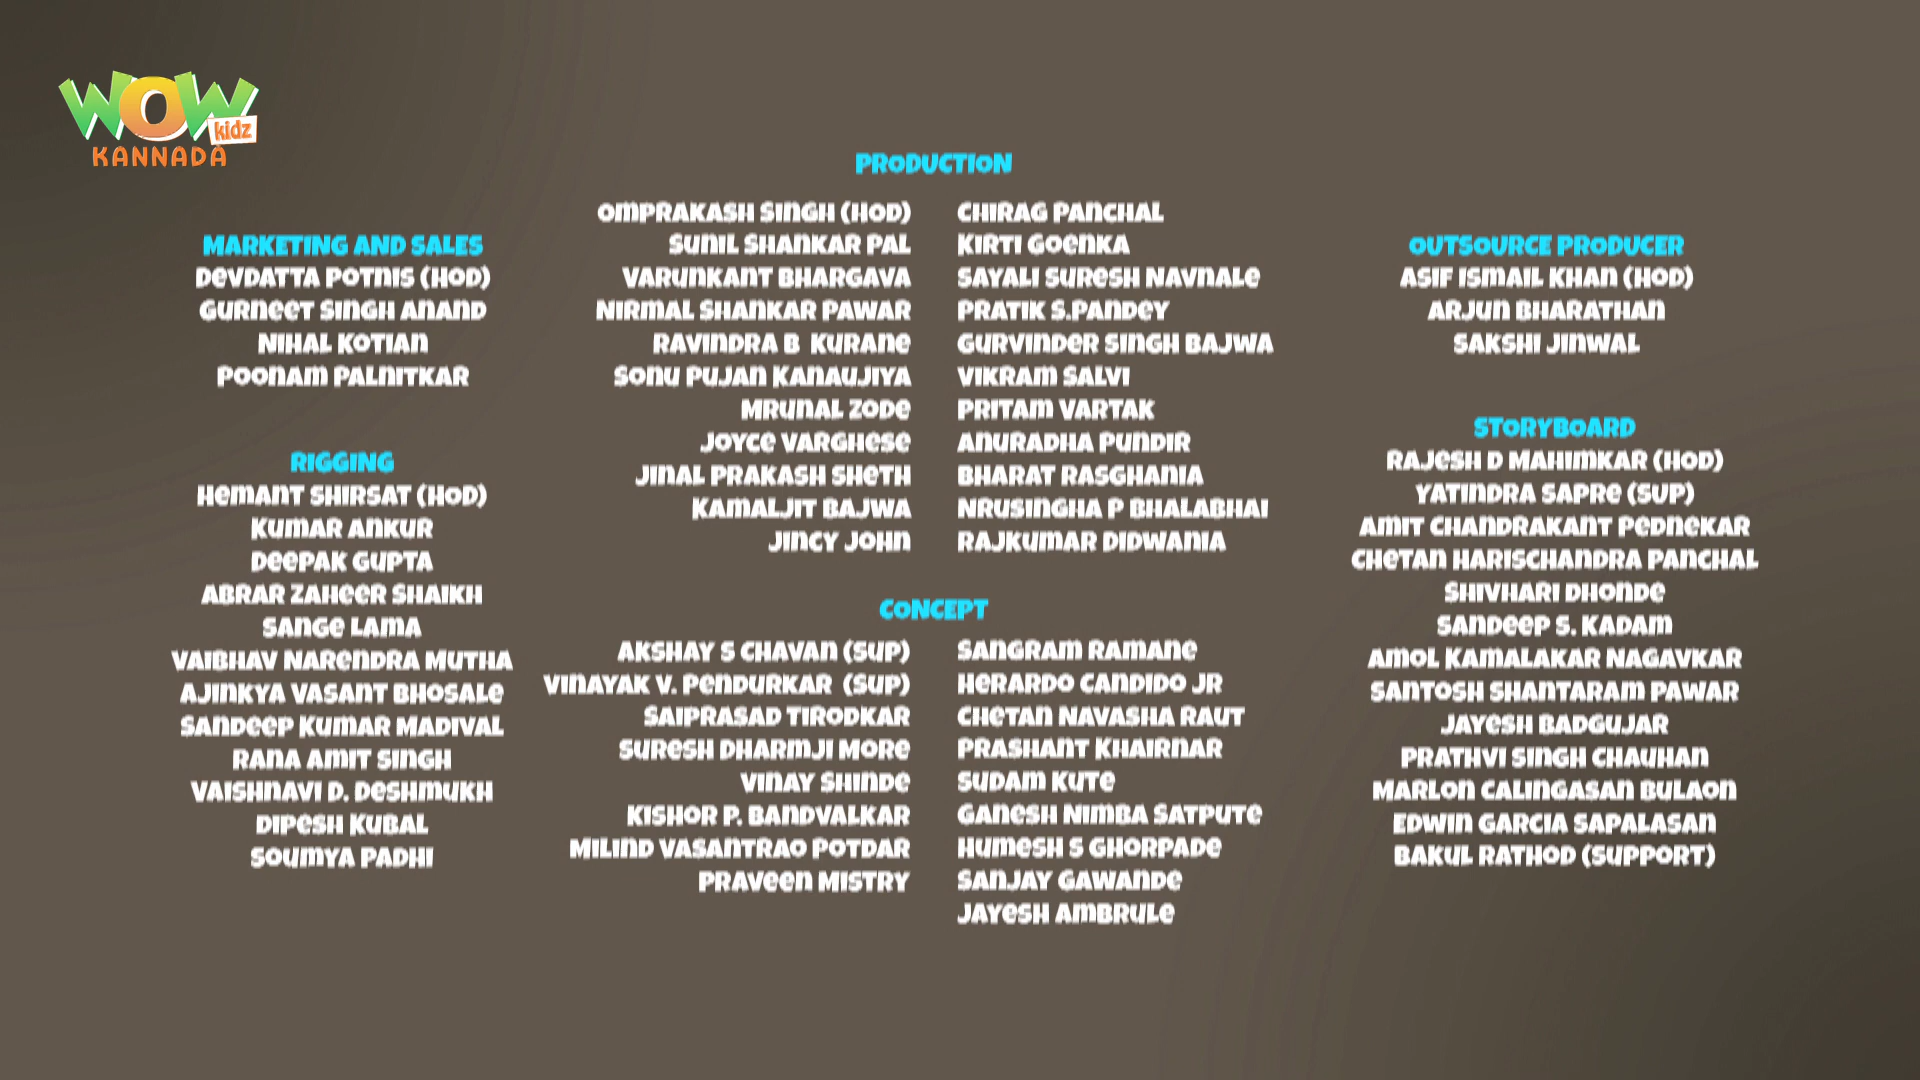 WOW
kidz
KANNADA
MARKETING AND SALES
DEVDATTA POTNIS (HOD)
GURNEET SINGH ANAND
NIHAL KOTIAN
POONAM PALNITKAR
RIGGING
HEMANT SHIRSAT (HOD)
KUMAR ANKUR
DEEPAK GUPTA
ABRAR ZAHEER SHAIKH
SANGE LAMA
VAIBHAV NARENDRA MUTHA
AJINKYA VASANT BHOSALE
SANDEEP KUMAR MADIVAL
RANA AMIT SINGH
VAISHNAVI D. DESHMUKH
DIPESH KUBAL
SOUMYA PADHI
PRODUCTION
OMPRAKASH SINGH (HOD)
SUNIL SHANKAR PAL
VARUNKANT BHARGAVA
NIRMAL SHANKAR PAWAR
RAVINDRA B KURANE
SONU PUJAN KANAUJIYA
MRUNAL ZODE
JOYCE VARGHESE
JINAL PRAKASH SHETH
KAMALJIT BAJWA
JINCY JOHN
CHIRAG PANCHAL
KIRTI GOENKA
SAYALI SURESH NAVNALE
PRATIK S.PANDEY
GURVINDER SINGH BAJWA
VIKRAM SALVI
PRITAM VARTAK
ANURADHA PUNDIR
BHARAT RASGHANIA
NRUSINGHA P BHALABHAI
RAJKUMAR DIDWANIA
CONCEPT
AKSHAY S CHAVAN (SUP)
VINAYAK V. PENDURKAR (SUP)
SAIPRASAD TIRODKAR
SURESH DHARMJI MORE
VINAY SHINDE
KISHOR P. BANDVALKAR
MILIND VASANTRAO POTDAR
PRAVEEN MISTRY
SANGRAM RAMANE
HERARDO CANDIDO JR
CHETAN NAVASHA RAUT
PRASHANT KHAIRNAR
SUDAM KUTE
GANESH NIMBA SATPUTE
HUMESH S GHORPADE
SANJAY GAWANDE
JAYESH AMBRULE
OUTSOURCE PRODUCER
ASIF ISMAIL KHAN (HOD)
ARJUN BHARATHAN
SAKSHI JINWAL
STORYBOARD
RAJESH D MAHIMKAR (HOD)
YATINDRA SAPRE (SUP)
AMIT CHANDRAKANT PEDNEKAR
CHETAN HARISCHANDRA PANCHAL
SHIVHARI DHONDE
SANDEEP S. KADAM
AMOL KAMALAKAR NAGAVKAR
SANTOSH SHANTARAM PAWAR
JAYESH BADGUJAR
PRATHVI SINGH CHAUHAN
MARLON CALINGASAN BULAON
EDWIN GARCIA SAPALASAN
BAKUL RATHOD (SUPPORT)